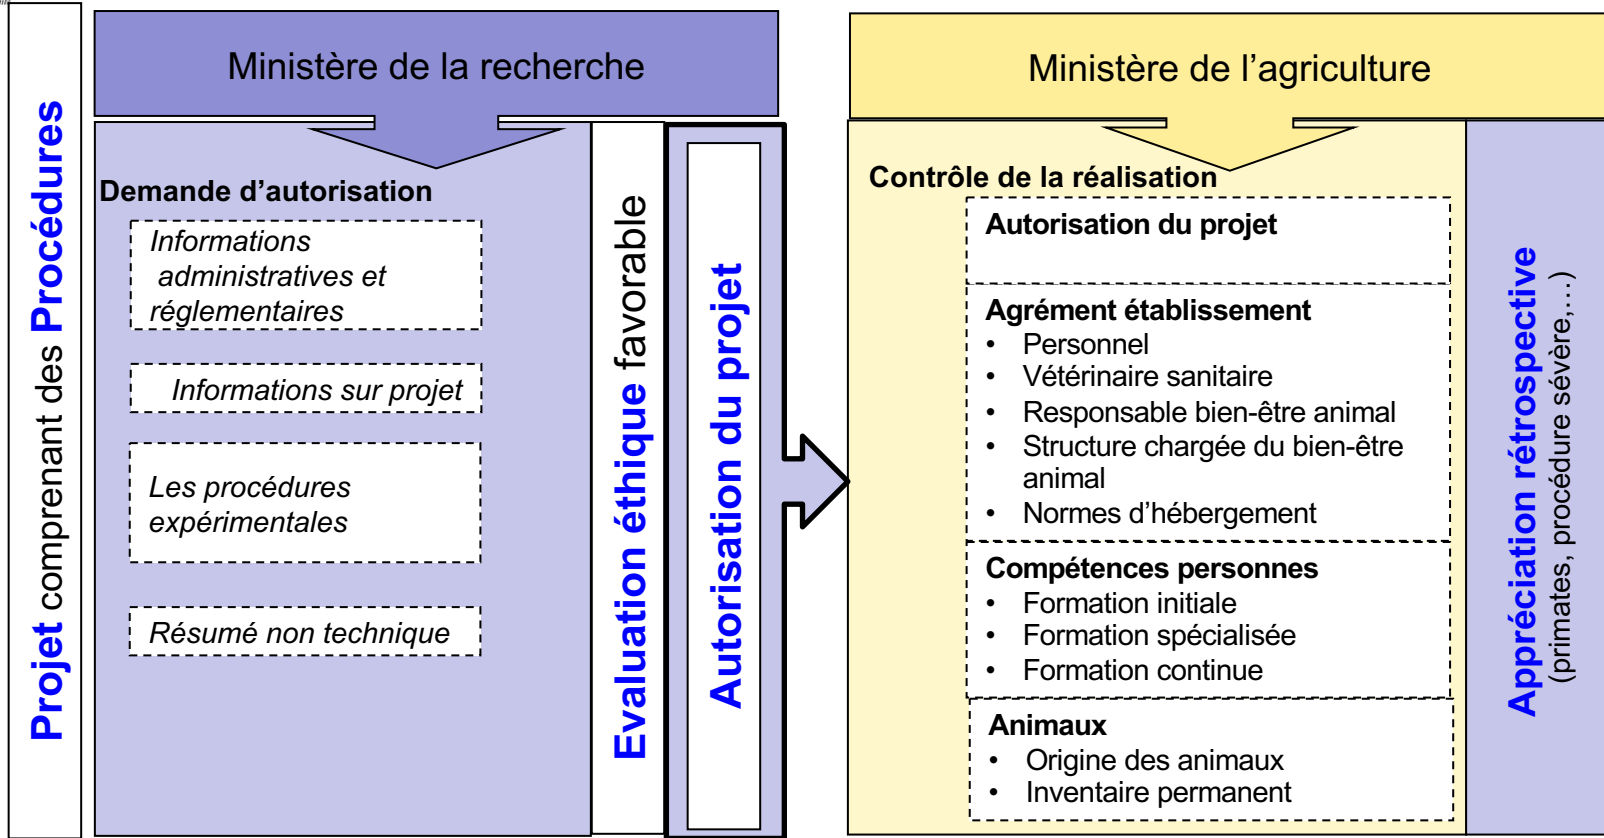 Projet comprenant des Procédures
Ministère de la recherche
Demande d’autorisation
Informations
administratives et
réglementaires
Informations sur projet
Les procédures
expérimentales
Résumé non technique
Evaluation éthique favorable
Autorisation du projet
Ministère de l’agriculture
Contrôle de la réalisation
Autorisation du projet
Agrément établissement
• Personnel
• Vétérinaire sanitaire
• Responsable bien-être animal
• Structure chargée du bien-être
animal
• Normes d’hébergement
Compétences personnes
• Formation initiale
• Formation spécialisée
• Formation continue
Animaux
• Origine des animaux
• Inventaire permanent
Appréciation rétrospective
(primates, procédure sévère,…)